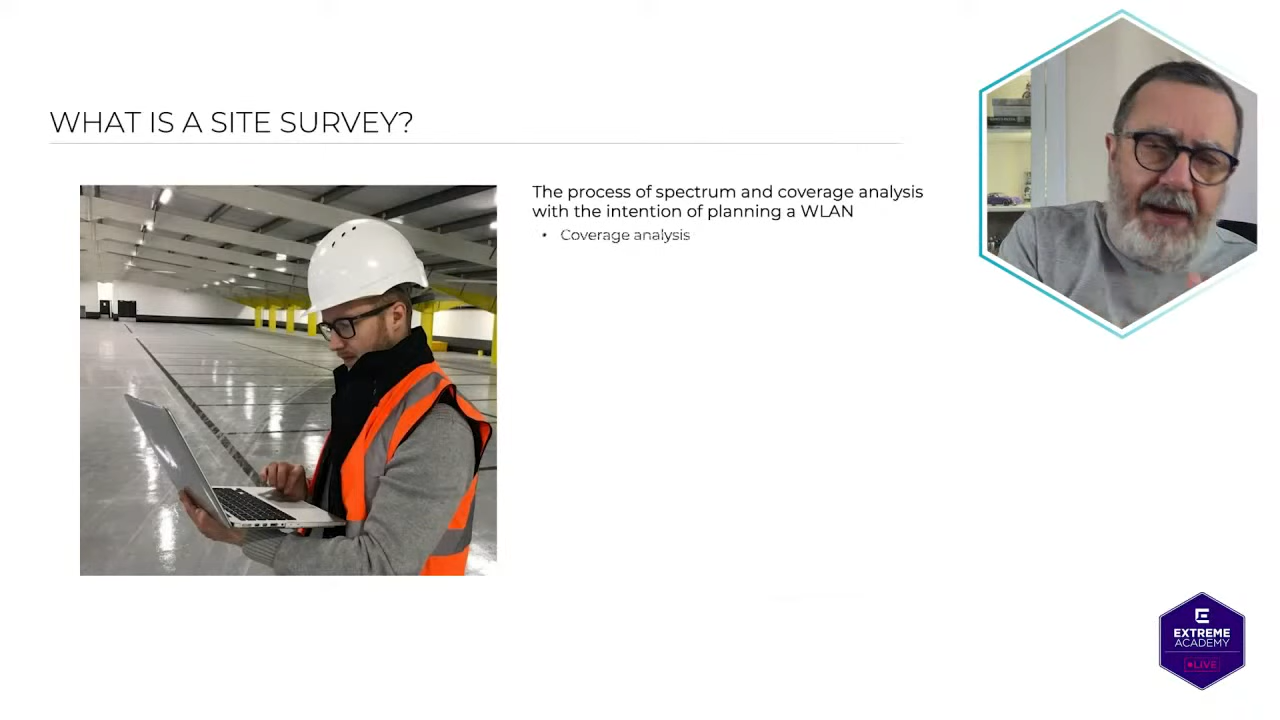 WHAT IS A SITE SURVEY?
The process of spectrum and coverage analysis
with the intention of planning a WLAN
• Coverage analysis
E
EXTREME
ACADEMY
LIVE